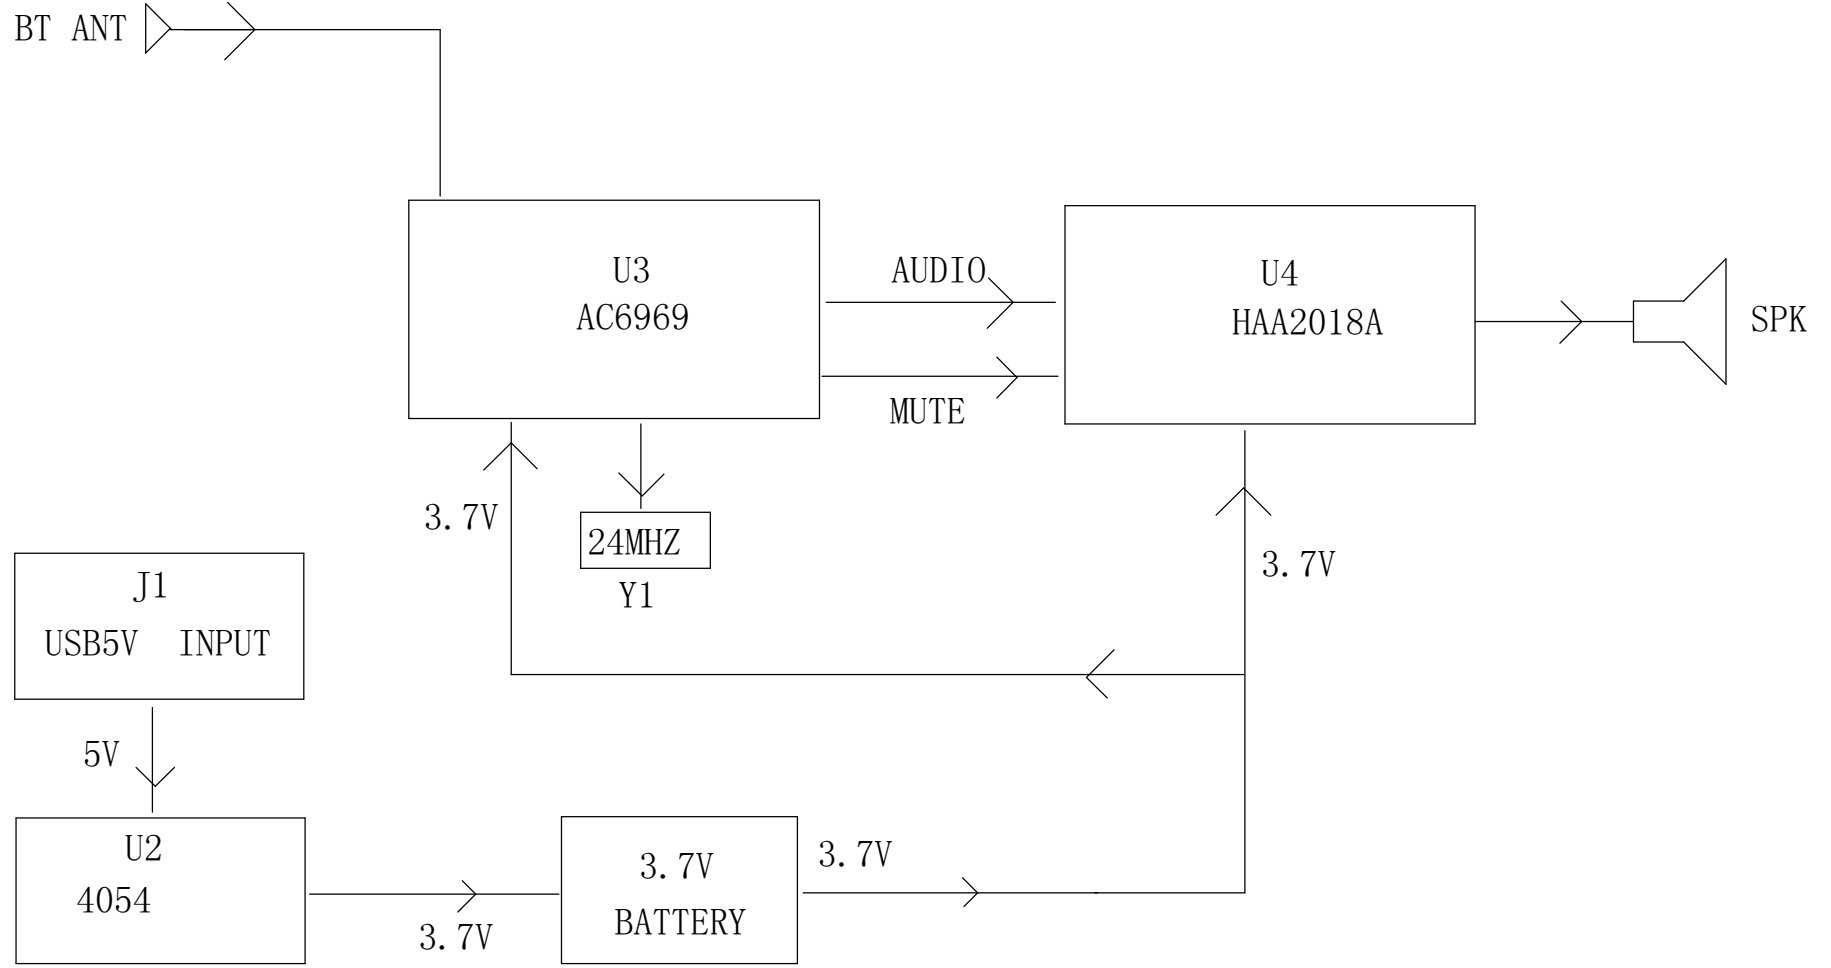 BT ANT
U3
AC6969
AUDIO
MUTE
U4
HAA2018A
SPK
3.7V
24MHZ
Y1
3.7V
J1
USB5V INPUT
5V
U2
4054
3.7V
3.7V
BATTERY
3.7V